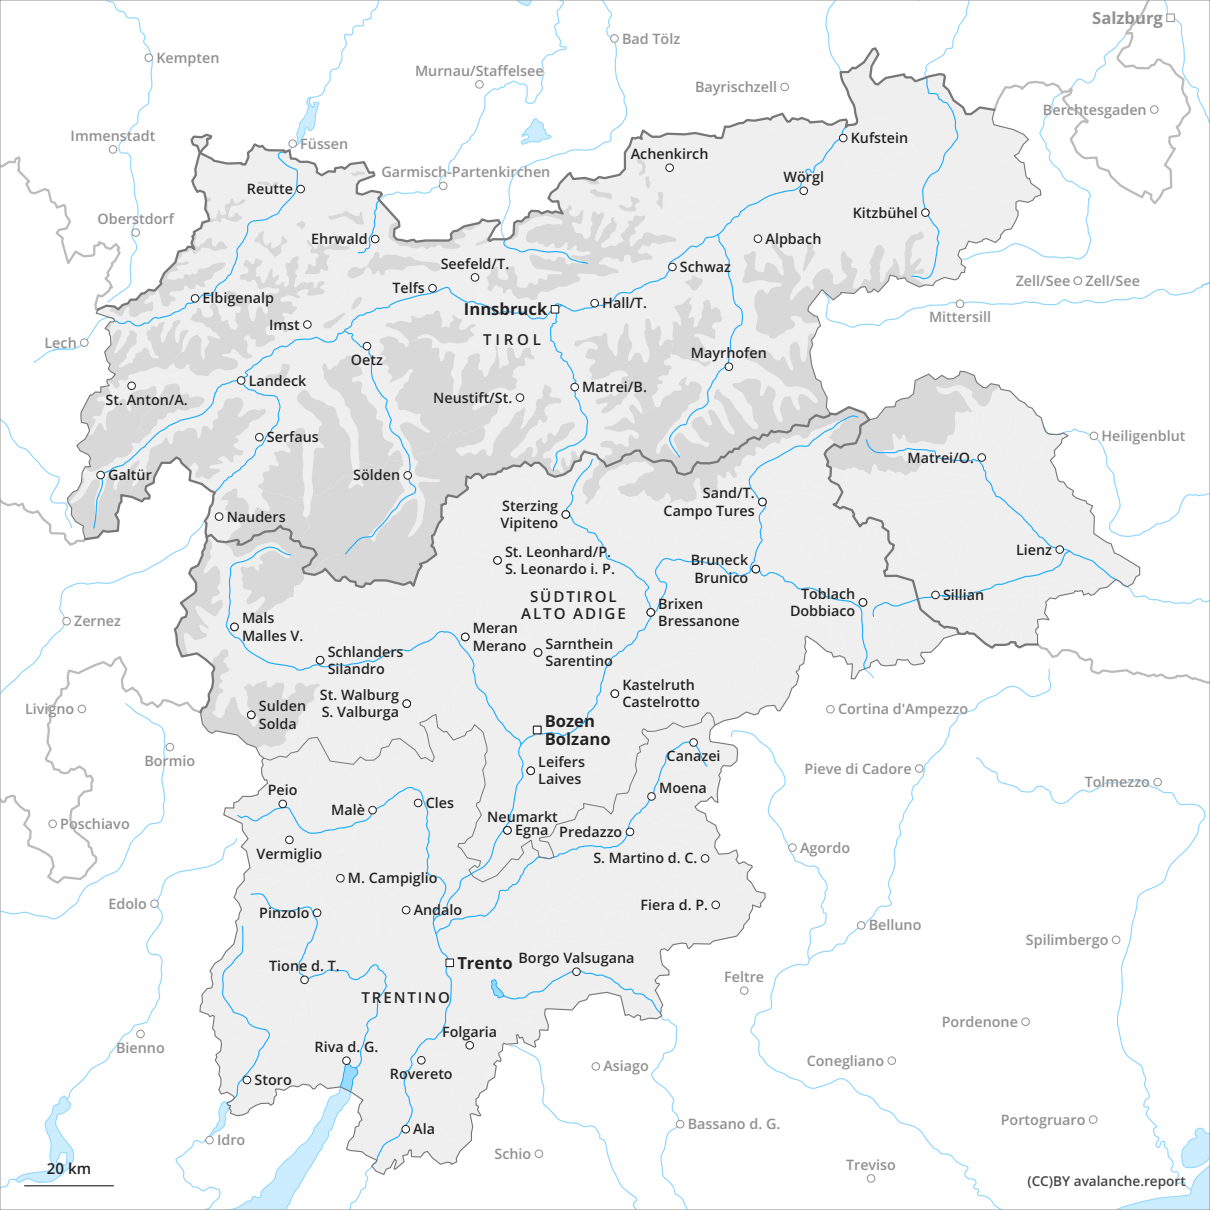 Salzburg
Bad Tölz
Kempten
Murnau/Staffelsee
Bayrischzell
Berchtesgaden
Immenstadt
Füssen
Kufstein
Achenkirch
Garmisch-Partenkirchen
Wörgl
Reutte
Kitzbühel
Oberstdorf
Ehrwald
Alpbach
Seefeld/T.
Schwaz
Zell/See
Zell/See
Telfs
Elbigenalp
Innsbruck
Hall/T.
Mittersill
Imst
TIROL
Lech
Oetz
Mayrhofen
Landeck
Matrei/B.
St. Anton/A.
Neustift/St.
Serfaus
Heiligenblut
Matrei/O.
Galtür
Sölden
Sand/T.
Campo Tures
Sterzing
Vipiteno
Nauders
Lienz
St. Leonhard/P.
S. Leonardo i. P.
Bruneck
Brunico
SÜDTIROL
ALTO ADIGE
Toblach
Dobbiaco
Sillian
Brixen
Bressanone
Zernez
Mals
Malles V.
Meran
Merano
Sarnthein
Sarentino
Schlanders
Silandro
Kastelruth
Castelrotto
St. Walburg
S. Valburga
Livigno
Sulden
Solda
Cortina d'Ampezzo
Bozen
Bolzano
Bormio
Canazei
Leifers
Laives
Pieve di Cadore
Tolmezzo
Peio
Moena
Malè
Cles
Neumarkt
Egna
Predazzo
Poschiavo
Vermiglio
S. Martino d. C.
Agordo
M. Campiglio
Edolo
Pinzolo
Andalo
Fiera d. P.
Belluno
Spilimbergo
Trento
Borgo Valsugana
Tione d. T.
Feltre
TRENTINO
Pordenone
Folgaria
Bienno
Riva d. G.
Conegliano
Asiago
Rovereto
Storo
Portogruaro
Bassano d. G.
Ala
Idro
Schio
Treviso
20 km
(CC)BY avalanche.report